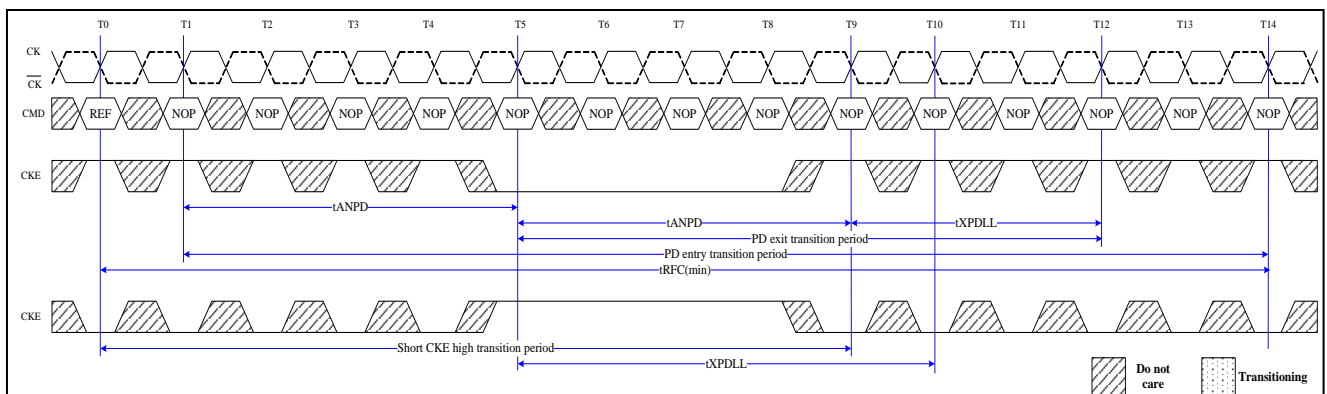 T0 T1 T2 T3 T4 T5 T6 T7 T8 T9 T10 T11 T12 T13 T14
CK
CK
CMD REF NOP NOP NOP NOP NOP NOP NOP NOP NOP NOP NOP NOP NOP NOP
CKE
tANPD
tANPD tXPDLL
PD exit transition period
PD entry transition period
tRFC(min)
CKE
Short CKE high transition period
tXPDLL
Do not care
Transitioning